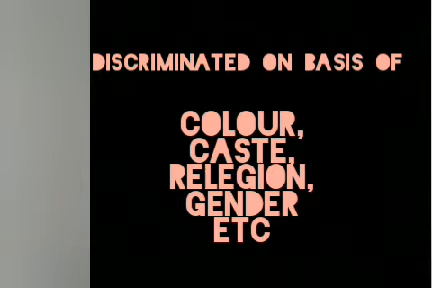 DISCRIMINATED ON BASIS OF
COLOUR,
CASTE,
RELEGION,
GENDER
ETC